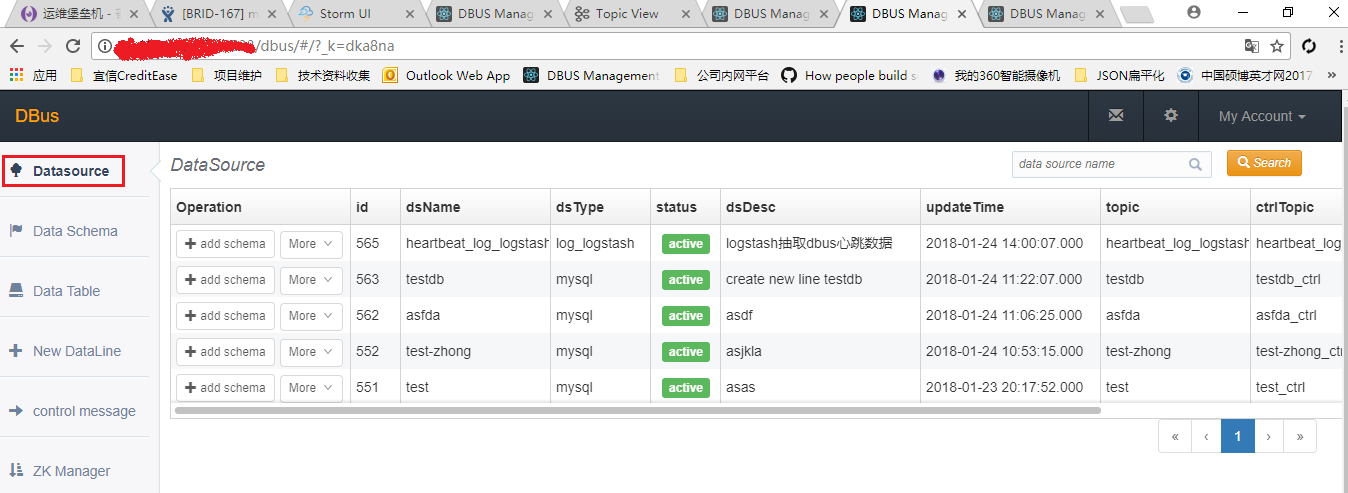 运维堡垒机 - 
[BRID-167] m
Storm UI
DBUS Manag
Topic View
DBUS Manag
DBUS Manag
DBUS Manag
/dbus/#/?_k=dka8na
应用 宜信CreditEase 项目维护 技术资料收集 Outlook Web App DBUS Management 公司内网平台 GitHub How people build s 我的360智能摄像机 JSON扁平化 中国硕博英才网2017 »
DBus
My Account
Datasource
Data Schema
Data Table
New DataLine
control message
ZK Manager
DataSource
data source name
Search
Operation id dsName dsType status dsDesc updateTime topic ctrlTopic
add schema More 565 heartbeat_log_logstash log_logstash active logstash抽取dbus心跳数据 2018-01-24 14:00:07.000 heartbeat_log_logstash heartbeat_log
add schema More 563 testdb mysql active create new line testdb 2018-01-24 11:22:07.000 testdb testdb_ctrl
add schema More 562 asfda mysql active asdf 2018-01-24 11:06:25.000 asfda asfda_ctrl
add schema More 552 test-zhong mysql active asjkla 2018-01-24 10:53:15.000 test-zhong test-zhong_ct
add schema More 551 test mysql active asas 2018-01-23 20:17:52.000 test test_ctrl
« ‹ 1 › »